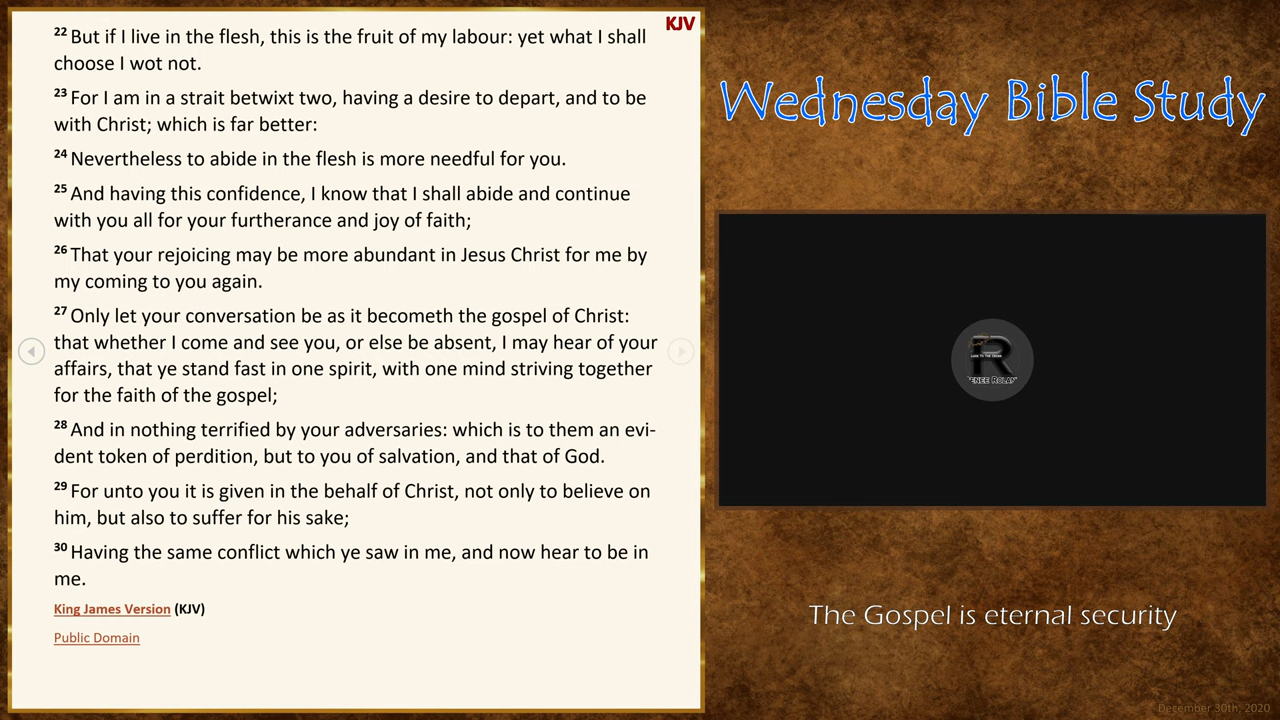 KJV
22 But if I live in the flesh, this is the fruit of my labour: yet what I shall
choose I wot not.
23 For I am in a strait betwixt two, having a desire to depart, and to be
with Christ; which is far better:
24 Nevertheless to abide in the flesh is more needful for you.
25 And having this confidence, I know that I shall abide and continue
with you all for your furtherance and joy of faith;
26 That your rejoicing may be more abundant in Jesus Christ for me by
my coming to you again.
27 Only let your conversation be as it becometh the gospel of Christ:
that whether I come and see you, or else be absent, I may hear of your
affairs, that ye stand fast in one spirit, with one mind striving together
for the faith of the gospel;
28 And in nothing terrified by your adversaries: which is to them an evi-
dent token of perdition, but to you of salvation, and that of God.
29 For unto you it is given in the behalf of Christ, not only to believe on
him, but also to suffer for his sake;
30 Having the same conflict which ye saw in me, and now hear to be in
me.
King James Version (KJV)
Public Domain
Wednesday Bible Study
R
The Gospel is eternal security
December 30th, 2020